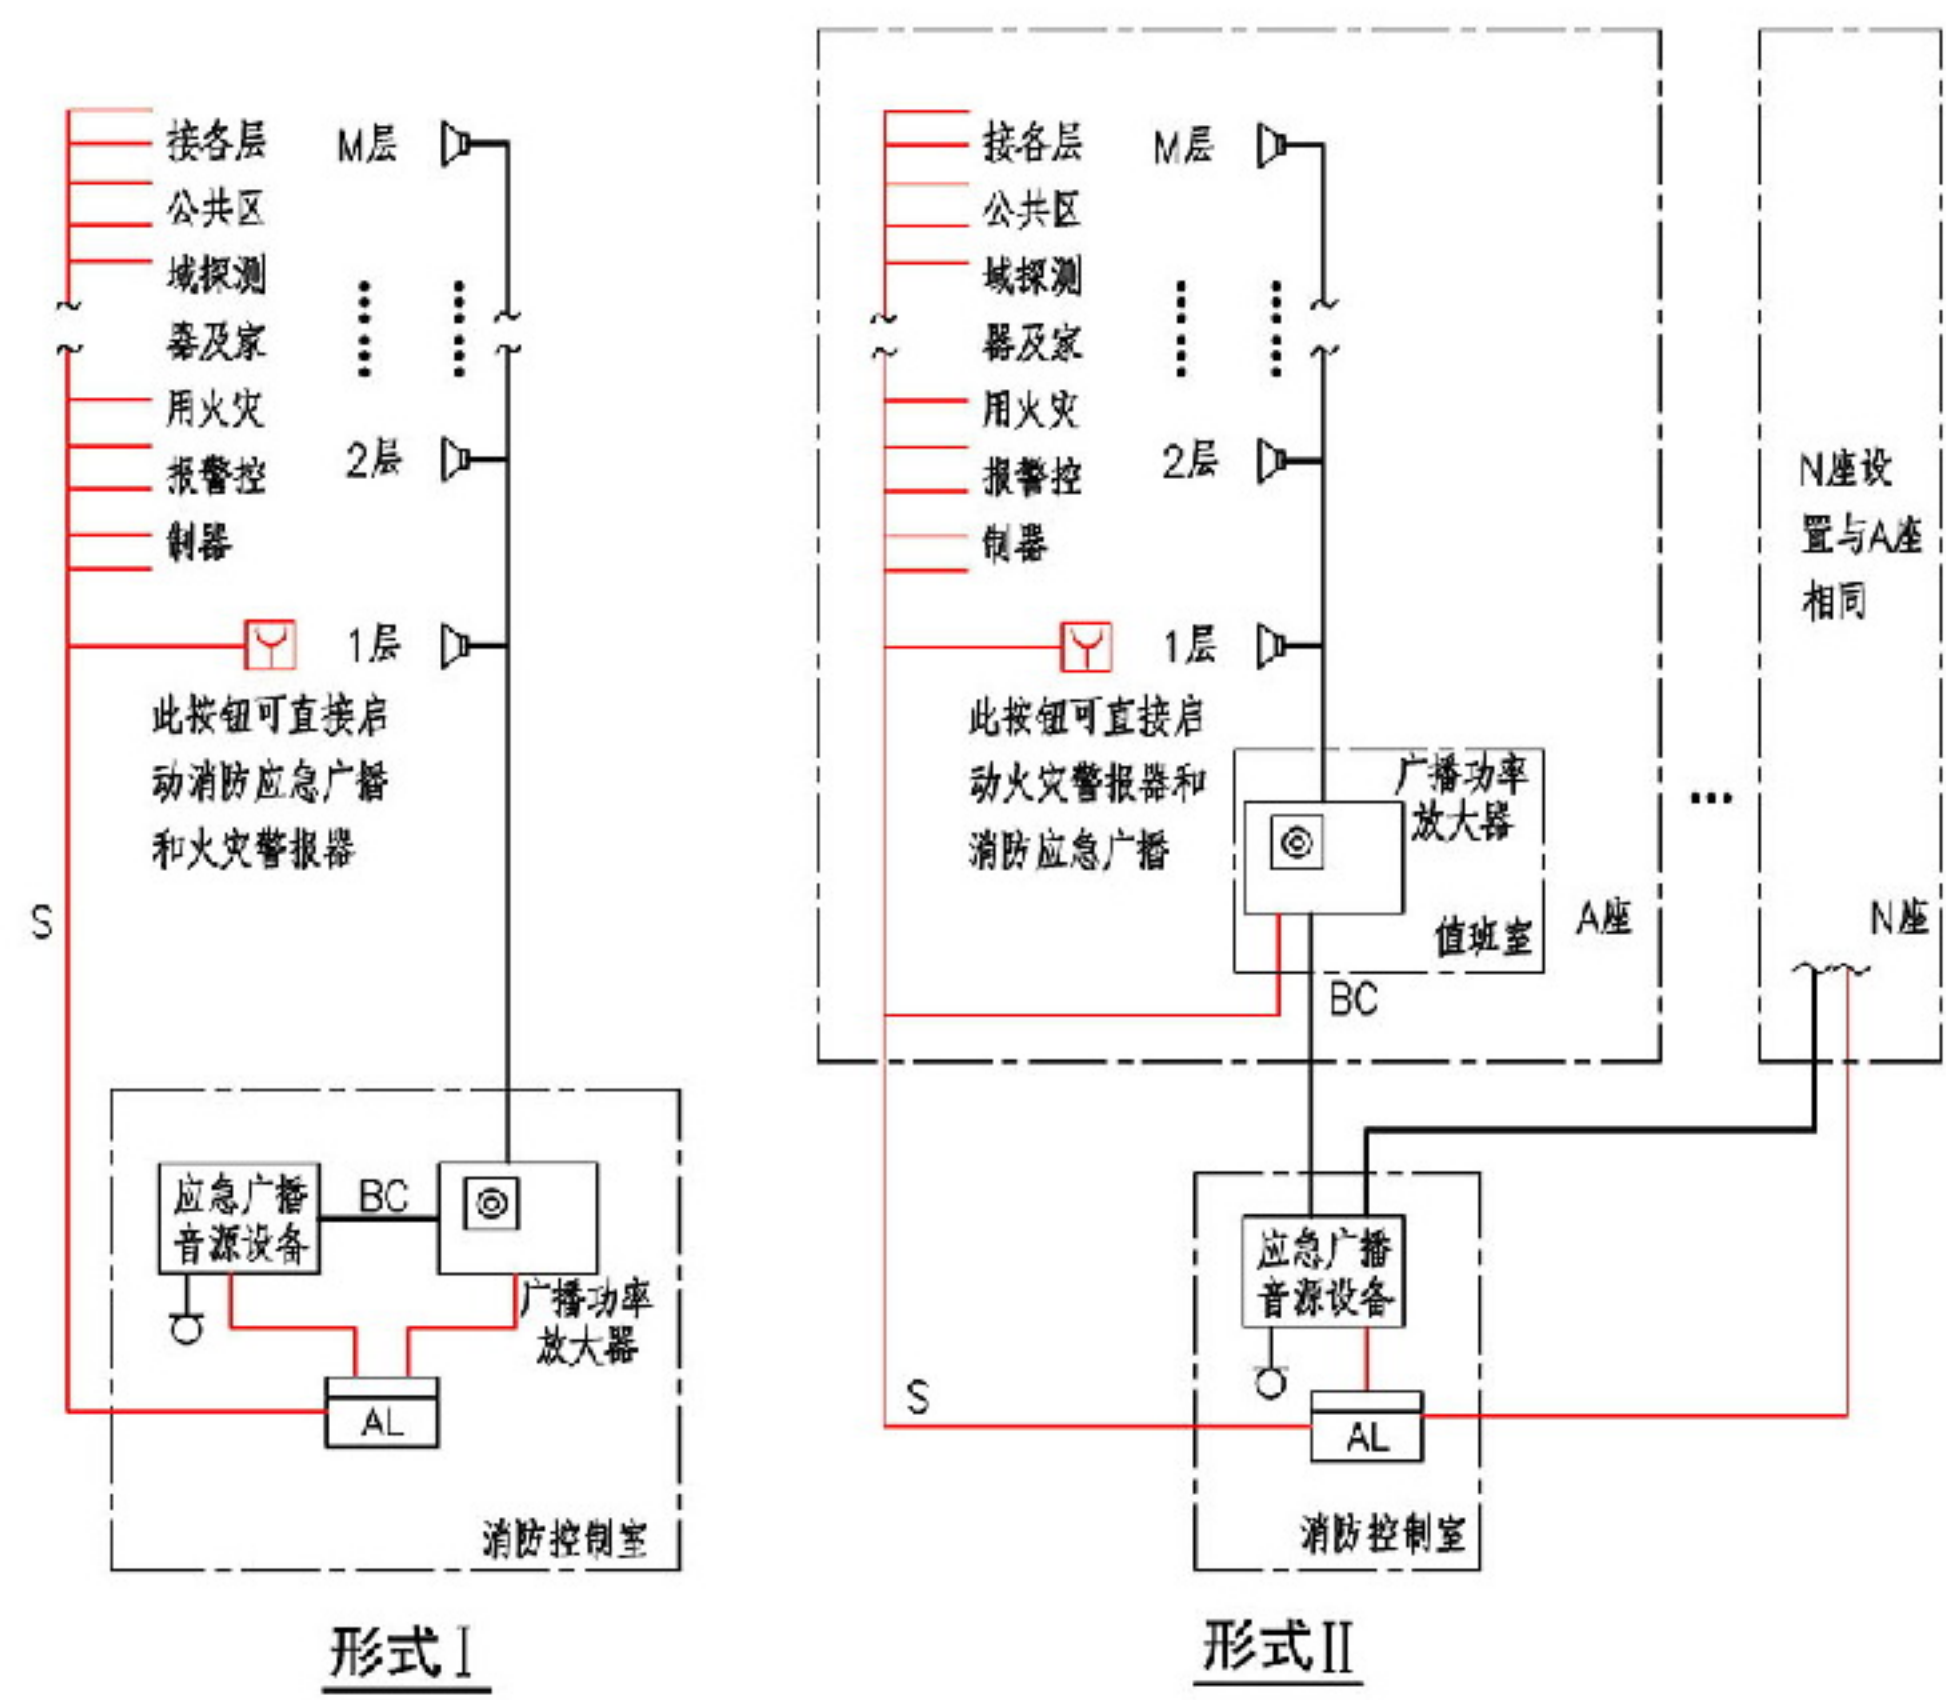 接各层
公共区
域探测
器及家
用火灾
报警控
制器
M层
2层
1层
此按钮可直接启
动消防应急广播
和火灾警报器
S
应急广播
音源设备
BC
广播功率
放大器
AL
消防控制室
形式Ⅰ
接各层
公共区
域探测
器及家
用火灾
报警控
制器
M层
2层
1层
此按钮可直接启
动火灾警报器和
消防应急广播
广播功率
放大器
值班室
A座
BC
N座设
置与A座
相同
N座
应急广播
音源设备
S
AL
消防控制室
形式Ⅱ